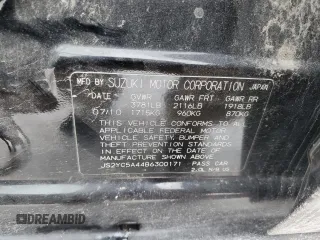 MFD BY SUZUKI MOTOR CORPORATION JAPAN
DATE GVWR GAWR FRT GAWR RR
3781LB 2116LB 1918LB
07/10 1715KG 960KG 870KG
THIS VEHICLE CONFORMS TO ALL
APPLICABLE FEDERAL MOTOR VEHICLE
SAFETY, BUMPER AND
THEFT PREVENTION STANDARDS
IN EFFECT ON THE DATE OF
MANUFACTURE SHOWN ABOVE.
JS2YC5A44B6300171 PASS CAR